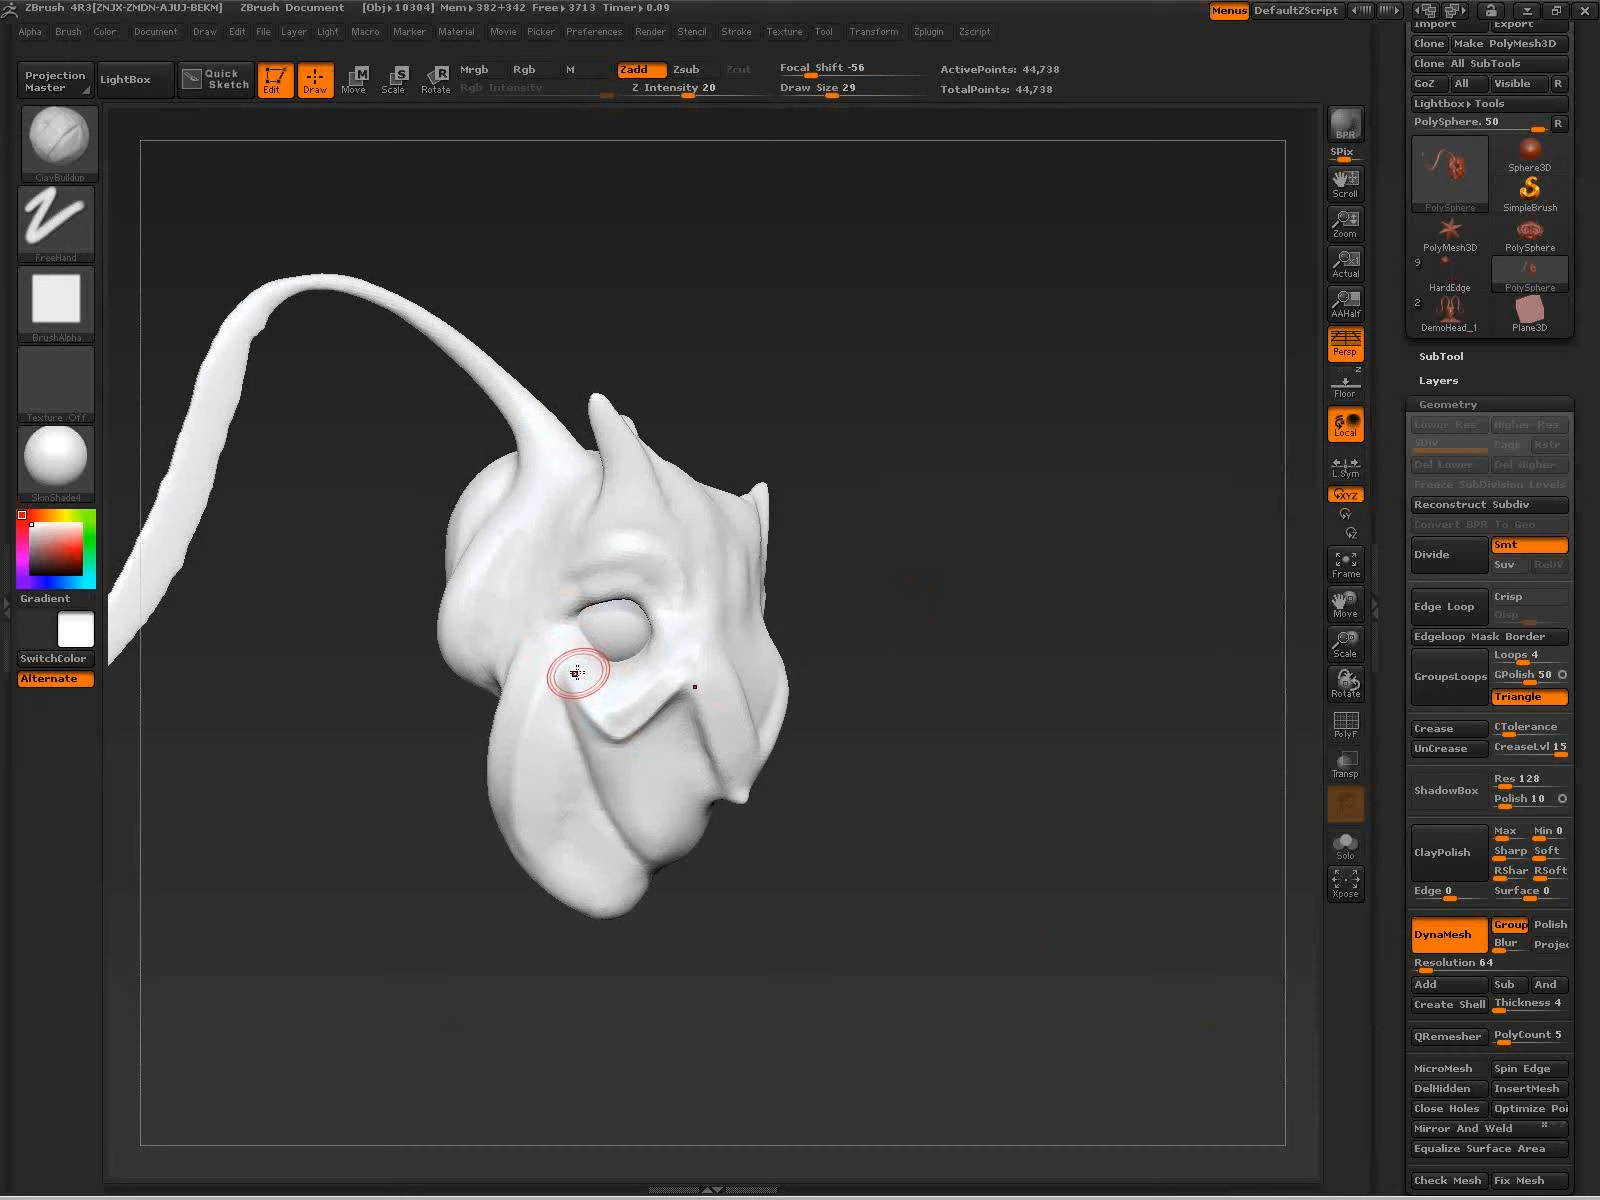 ZBrush 4R3[ZNJX-ZMDN-AJUJ-BEKM] ZBrush Document [Obj▸10304] Mem▸382+342 Free▸3713 Timer▸0.09 Menus DefaultZScript
Alpha Brush Color Document Draw Edit File Layer Light Macro Marker Material Movie Picker Preferences Render Stencil Stroke Texture Tool Transform Zplugin Zscript
Projection Master
LightBox
Quick Sketch
Edit
Draw
Move
Scale
Rotate
Mrgb Rgb M
Rgb Intensity
Zadd Zsub Zcut
Z Intensity 20
Focal Shift -56
Draw Size 29
ActivePoints: 44,738
TotalPoints: 44,738
ClayBuildup
FreeHand
BrushAlpha
Texture Off
SkinShade4
Gradient
SwitchColor
Alternate
BPR
SPix
Scroll
Zoom
Actual
AAHalf
Persp
Floor
Local
L.Sym
XYZ
Y
Z
Frame
Move
Scale
Rotate
PolyF
Transp
Solo
Xpose
Import Export
Clone Make PolyMesh3D
Clone All SubTools
GoZ All Visible R
Lightbox▸Tools
PolySphere. 50 R
PolySphere
Sphere3D
SimpleBrush
PolyMesh3D PolySphere
9
HardEdge PolySphere
2
DemoHead_1 Plane3D
SubTool
Layers
Geometry
Lower Res Higher Res
SDiv Cage Rstr
Del Lower Del Higher
Freeze SubDivision Levels
Reconstruct Subdiv
Convert BPR To Geo
Divide Smt
Suv ReUV
Edge Loop Crisp
Disp
Edgeloop Mask Border
GroupsLoops Loops 4
GPolish 50
Triangle
Crease CTolerance
UnCrease CreaseLvl 15
ShadowBox Res 128
Polish 10
ClayPolish Max Min 0
Sharp Soft
RShar RSoft
Edge 0 Surface 0
DynaMesh Group Polish
Blur Projec
Resolution 64
Add Sub And
Create Shell Thickness 4
QRemesher PolyCount 5
MicroMesh Spin Edge
DelHidden InsertMesh
Close Holes Optimize Poi
Mirror And Weld
Equalize Surface Area
Check Mesh Fix Mesh